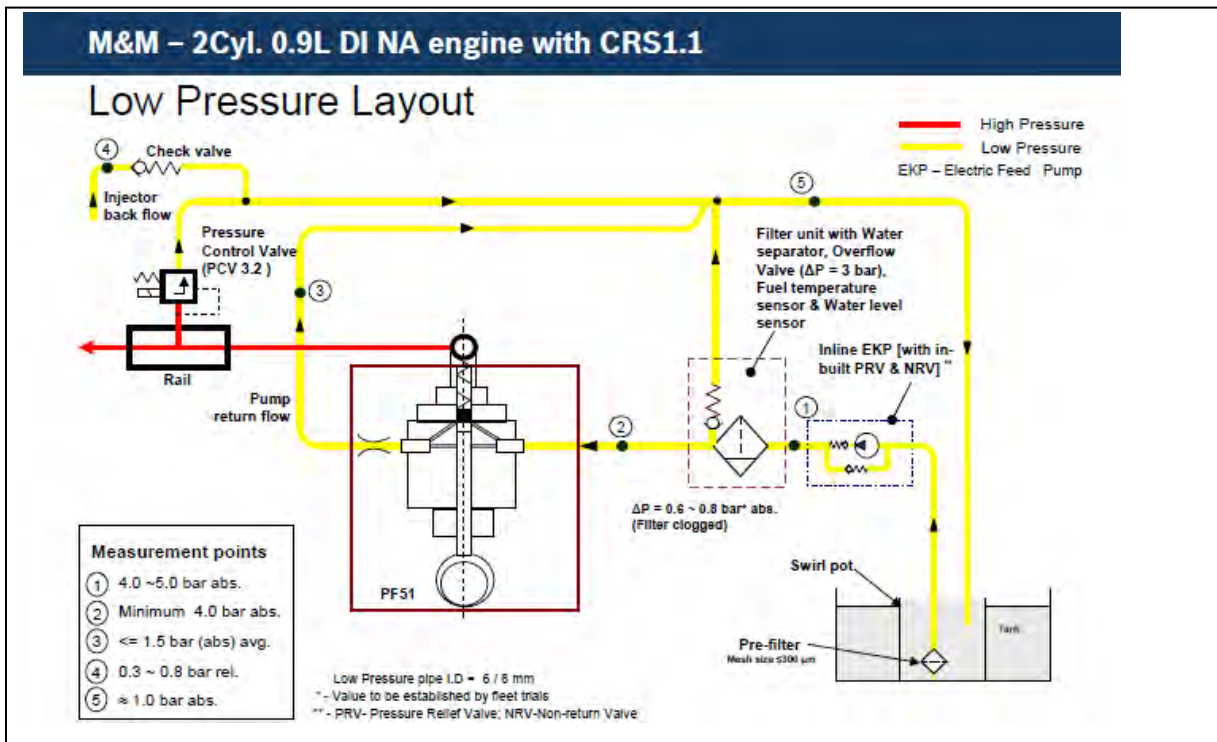 M&M – 2Cyl. 0.9L DI NA engine with CRS1.1
Low Pressure Layout
High Pressure
Low Pressure
EKP – Electric Feed Pump
4
Check valve
Injector
back flow
5
Pressure
Control Valve
(PCV 3.2 )
Filter unit with Water
separator, Overflow
Valve (ΔP = 3 bar),
Fuel temperature
sensor & Water level
sensor
3
Rail
Inline EKP [with in-
built PRV & NRV] **
Pump
return flow
2
1
ΔP = 0.6 ~ 0.8 bar* abs.
(Filter clogged)
PF51
Swirl pot
Tank
Pre-filter
Mesh size ≤300 μm
Measurement points
1 4.0 ~5.0 bar abs.
2 Minimum 4.0 bar abs.
3 <= 1.5 bar (abs) avg.
4 0.3 ~ 0.8 bar rel.
5 ≈ 1.0 bar abs.
Low Pressure pipe I.D = 6 / 8 mm
* - Value to be established by fleet trials
** - PRV- Pressure Relief Valve; NRV-Non-return Valve